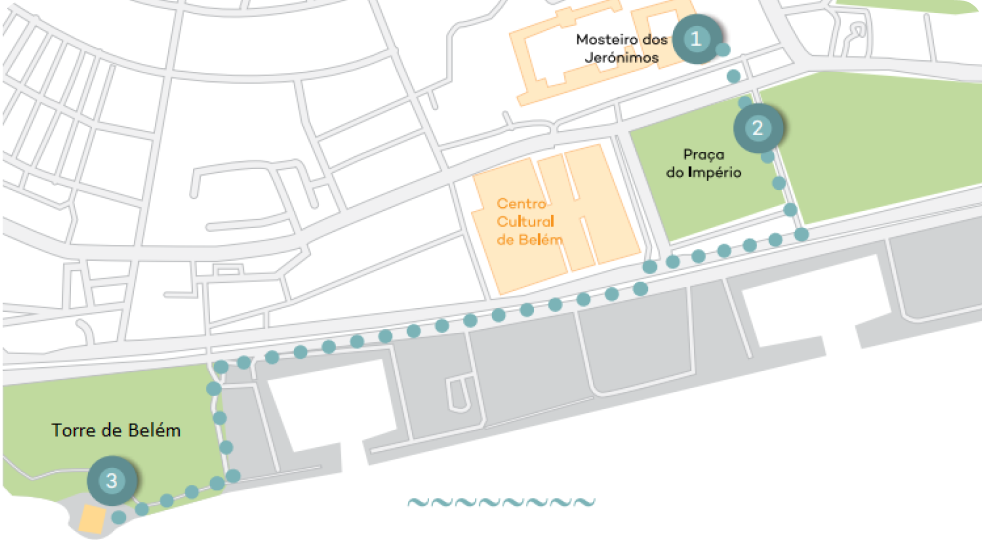 Mosteiro dos
Jerónimos
1
2
Praça
do Império
Centro
Cultural
de Belém
Torre de Belém
3